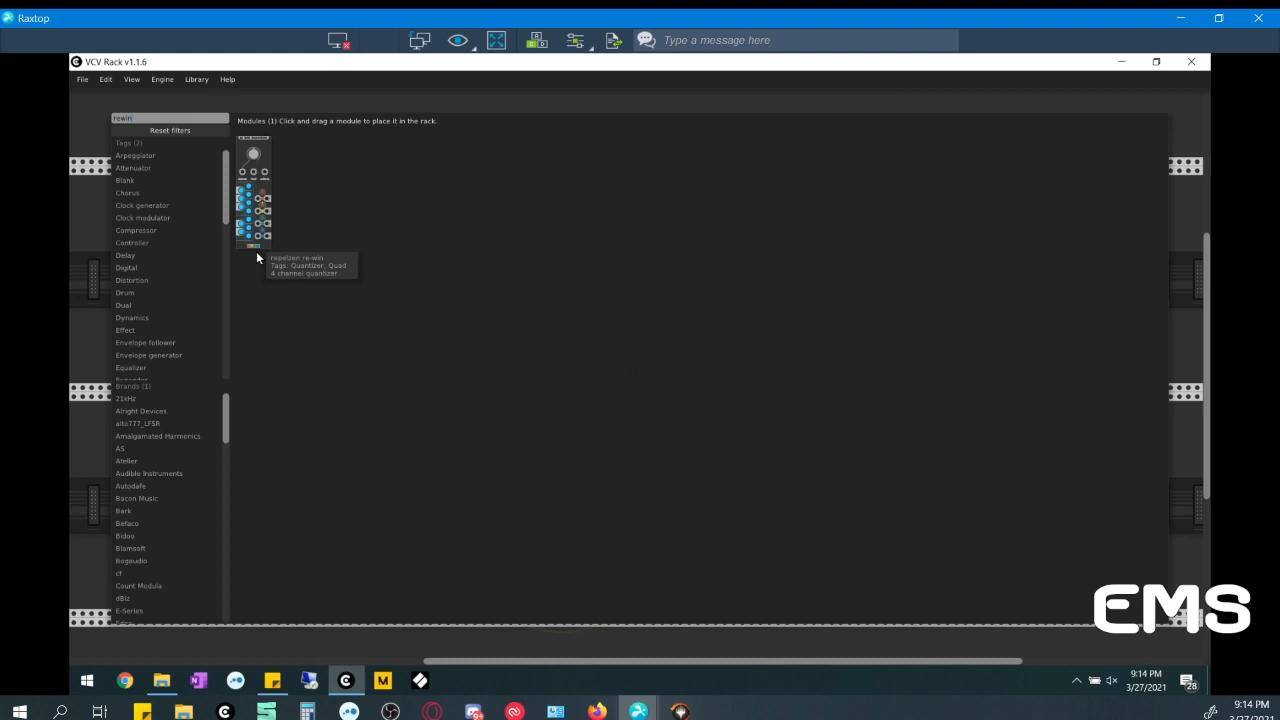 Raxtop
Type a message here
VCV Rack v1.1.6
File Edit View Engine Library Help
rewin
Reset filters
Tags (2)
Arpeggiator
Attenuator
Blank
Chorus
Clock generator
Clock modulator
Compressor
Controller
Delay
Digital
Distortion
Drum
Dual
Dynamics
Effect
Envelope follower
Envelope generator
Equalizer
Expander
Brands (1)
21kHz
Alright Devices
alto777_LFSR
Amalgamated Harmonics
AS
Atelier
Audible Instruments
Autodafe
Bacon Music
Bark
Befaco
Bidoo
Blamsoft
Bogaudio
cf
Count Modula
dBiz
E-Series
Modules (1) Click and drag a module to place it in the rack.
repelzen re-win
Tags: Quantizer, Quad
4 channel quantizer
EMS
9:14 PM
3/27/2021
28
9:14 PM
3/27/2021